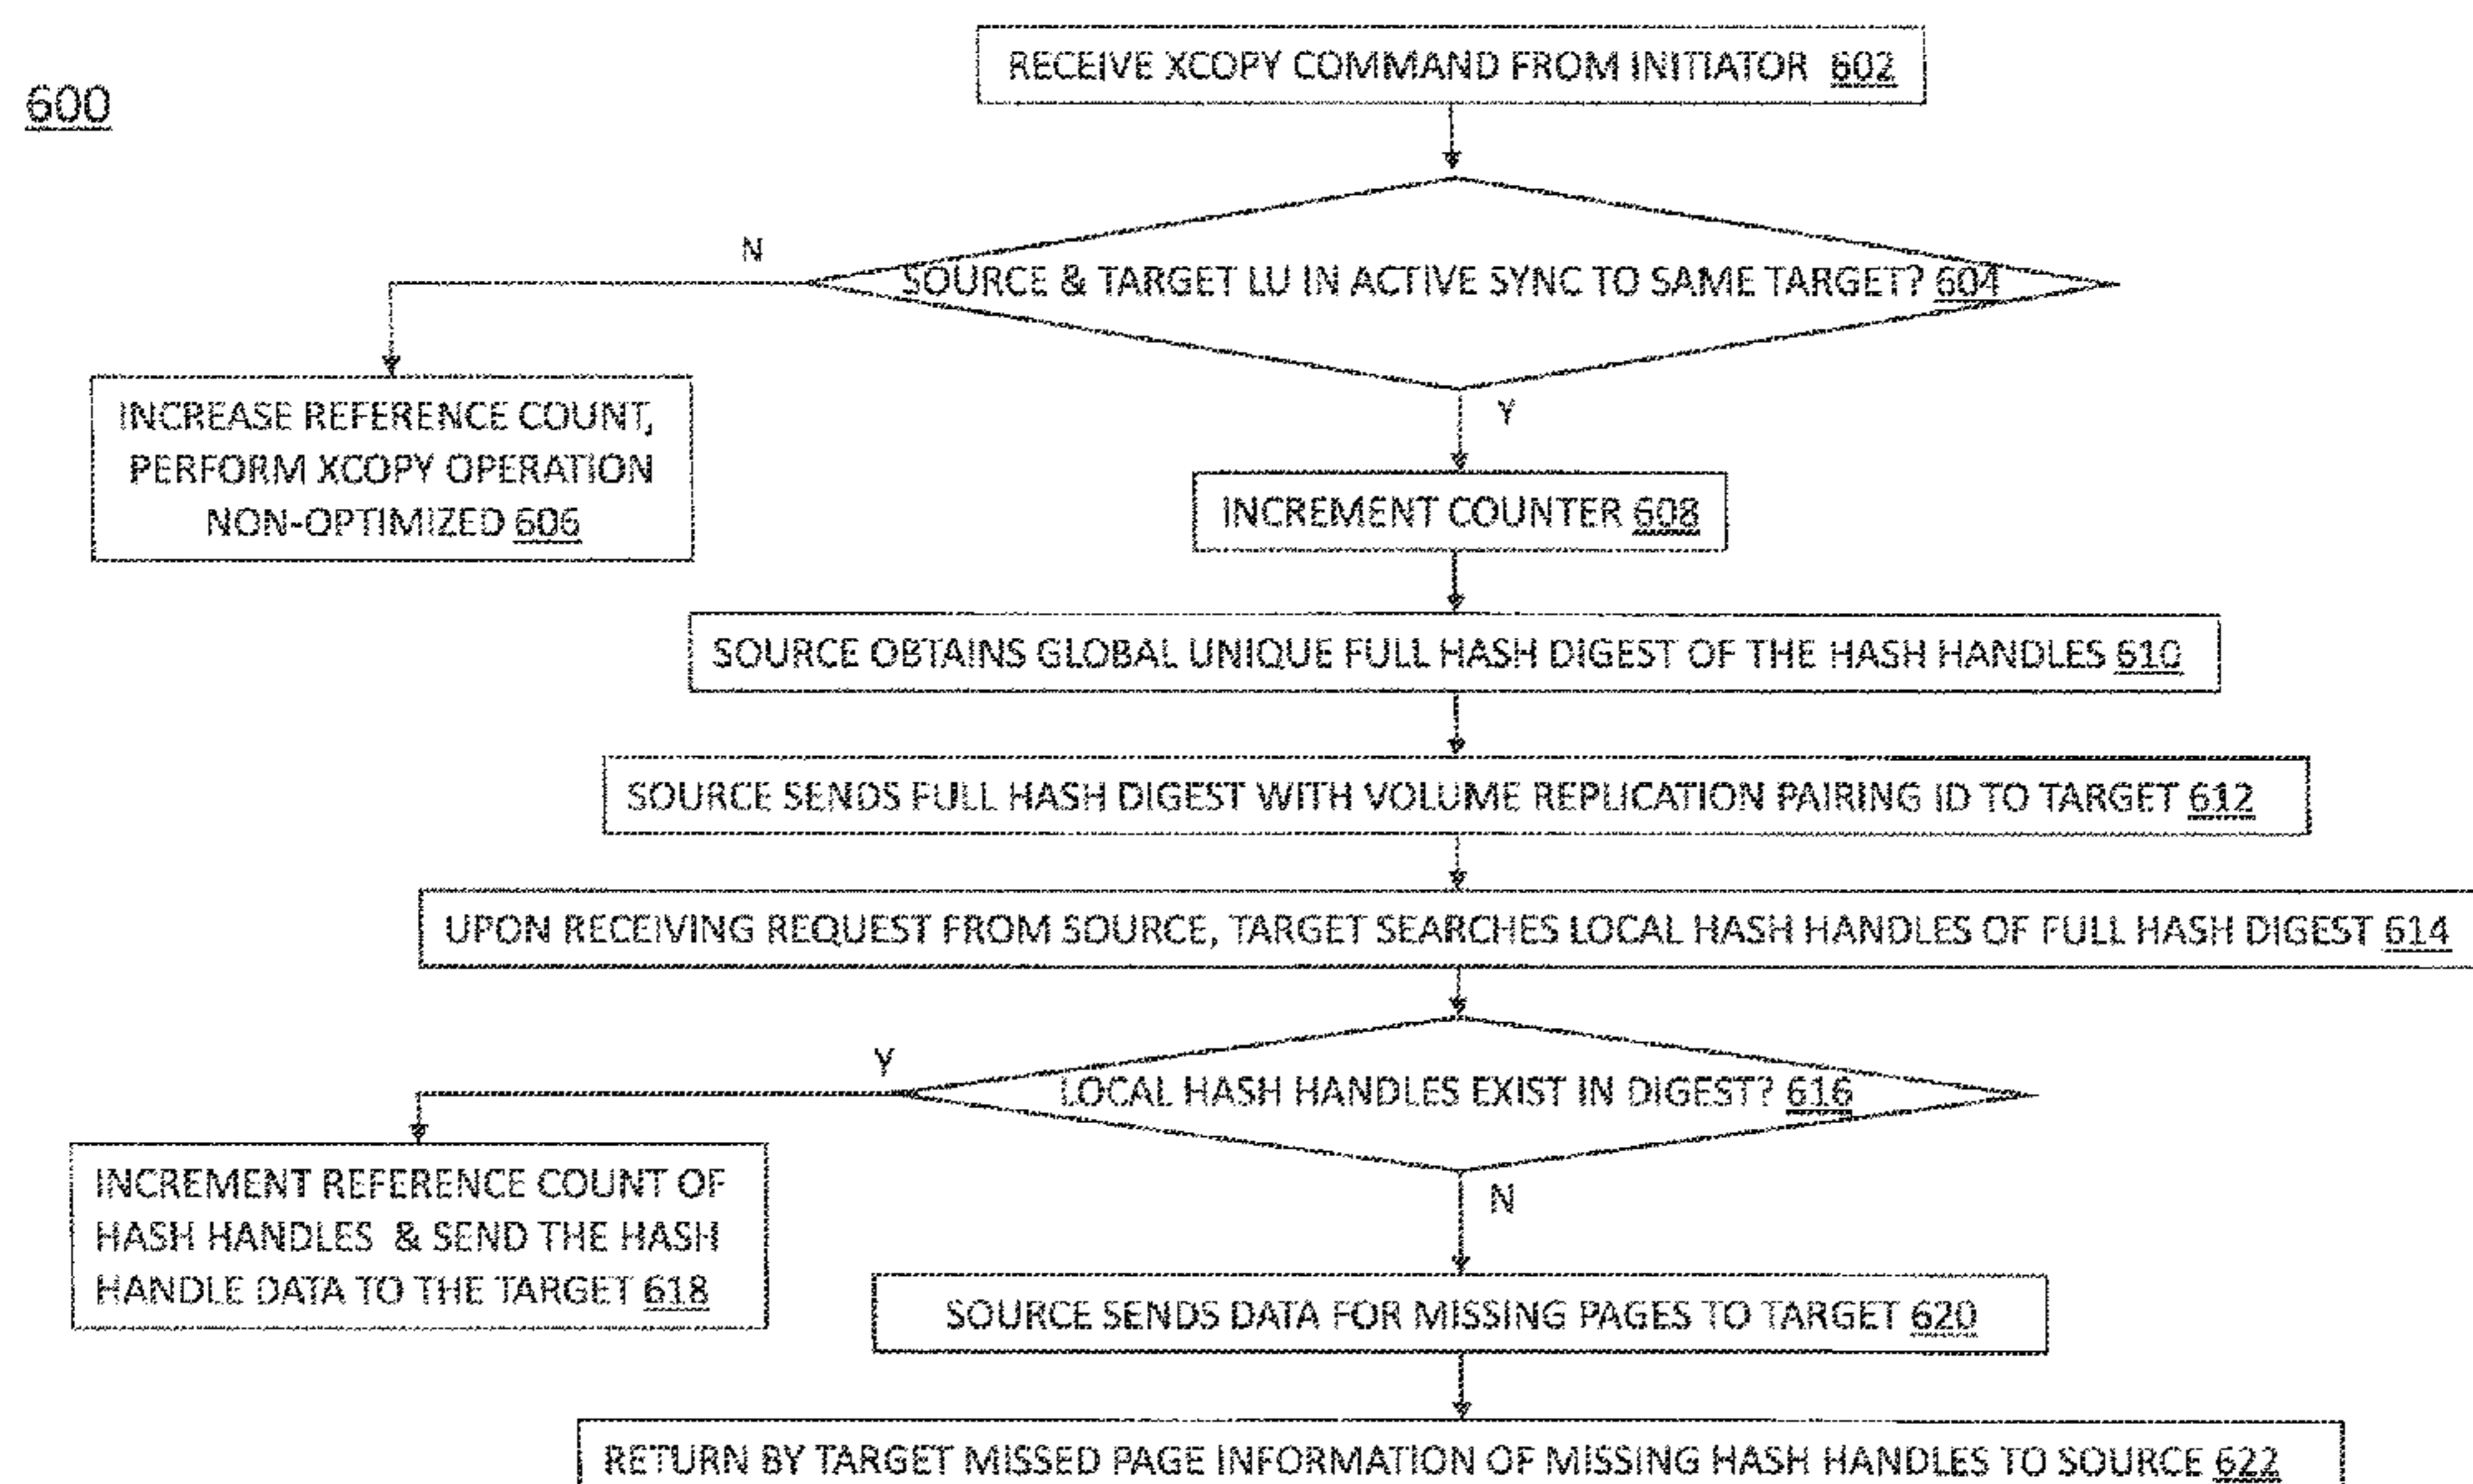 600
RECEIVE XCOPY COMMAND FROM INITIATOR 602
SOURCE & TARGET LU IN ACTIVE SYNC TO SAME TARGET? 604
N
Y
INCREASE REFERENCE COUNT,
PERFORM XCOPY OPERATION
NON-OPTIMIZED 606
INCREMENT COUNTER 608
SOURCE OBTAINS GLOBAL UNIQUE FULL HASH DIGEST OF THE HASH HANDLES 610
SOURCE SENDS FULL HASH DIGEST WITH VOLUME REPLICATION PAIRING ID TO TARGET 612
UPON RECEIVING REQUEST FROM SOURCE, TARGET SEARCHES LOCAL HASH HANDLES OF FULL HASH DIGEST 614
LOCAL HASH HANDLES EXIST IN DIGEST? 616
Y
N
INCREMENT REFERENCE COUNT OF
HASH HANDLES & SEND THE HASH
HANDLE DATA TO THE TARGET 618
SOURCE SENDS DATA FOR MISSING PAGES TO TARGET 620
RETURN BY TARGET MISSED PAGE INFORMATION OF MISSING HASH HANDLES TO SOURCE 622